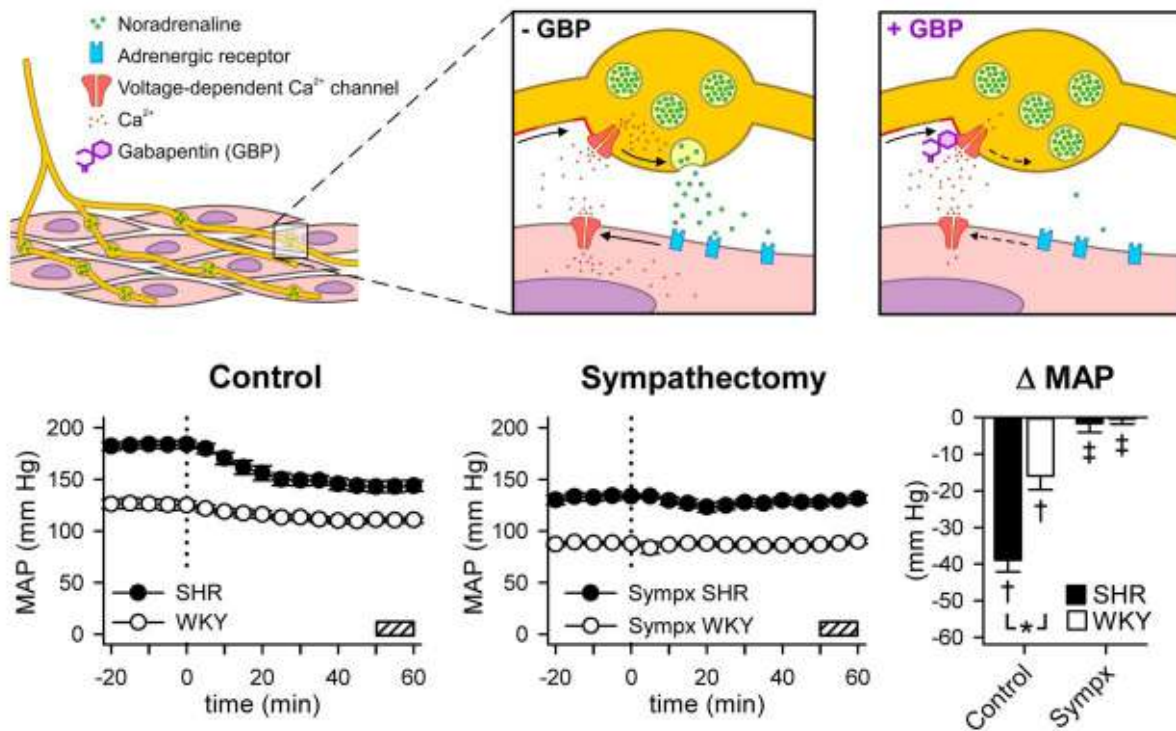 Noradrenaline
Adrenergic receptor
Voltage-dependent Ca²⁺ channel
Ca²⁺
Gabapentin (GBP)
- GBP
+ GBP
Control
MAP (mm Hg)
200
150
100
50
0
SHR
WKY
-20 0 20 40 60
time (min)
Sympathectomy
MAP (mm Hg)
200
150
100
50
0
Sympx SHR
Sympx WKY
-20 0 20 40 60
time (min)
Δ MAP
(mm Hg)
0
-10
-20
-30
-40
-50
-60
† † ‡ ‡
*
SHR
WKY
Control
Sympx